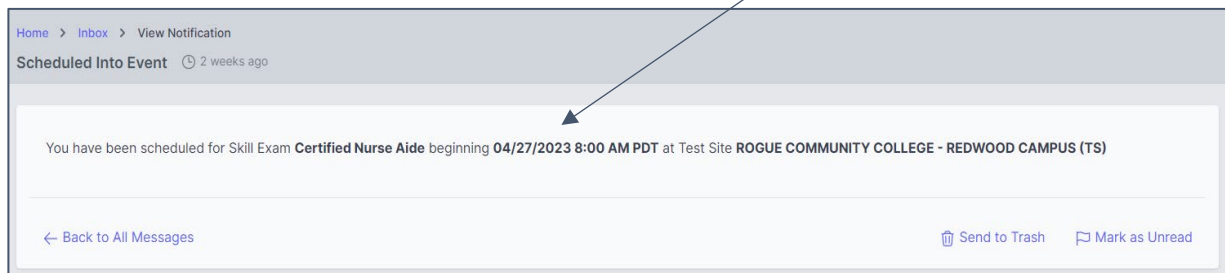 Home > Inbox > View Notification
Scheduled Into Event 2 weeks ago
You have been scheduled for Skill Exam Certified Nurse Aide beginning 04/27/2023 8:00 AM PDT at Test Site ROGUE COMMUNITY COLLEGE - REDWOOD CAMPUS (TS)
← Back to All Messages Send to Trash Mark as Unread